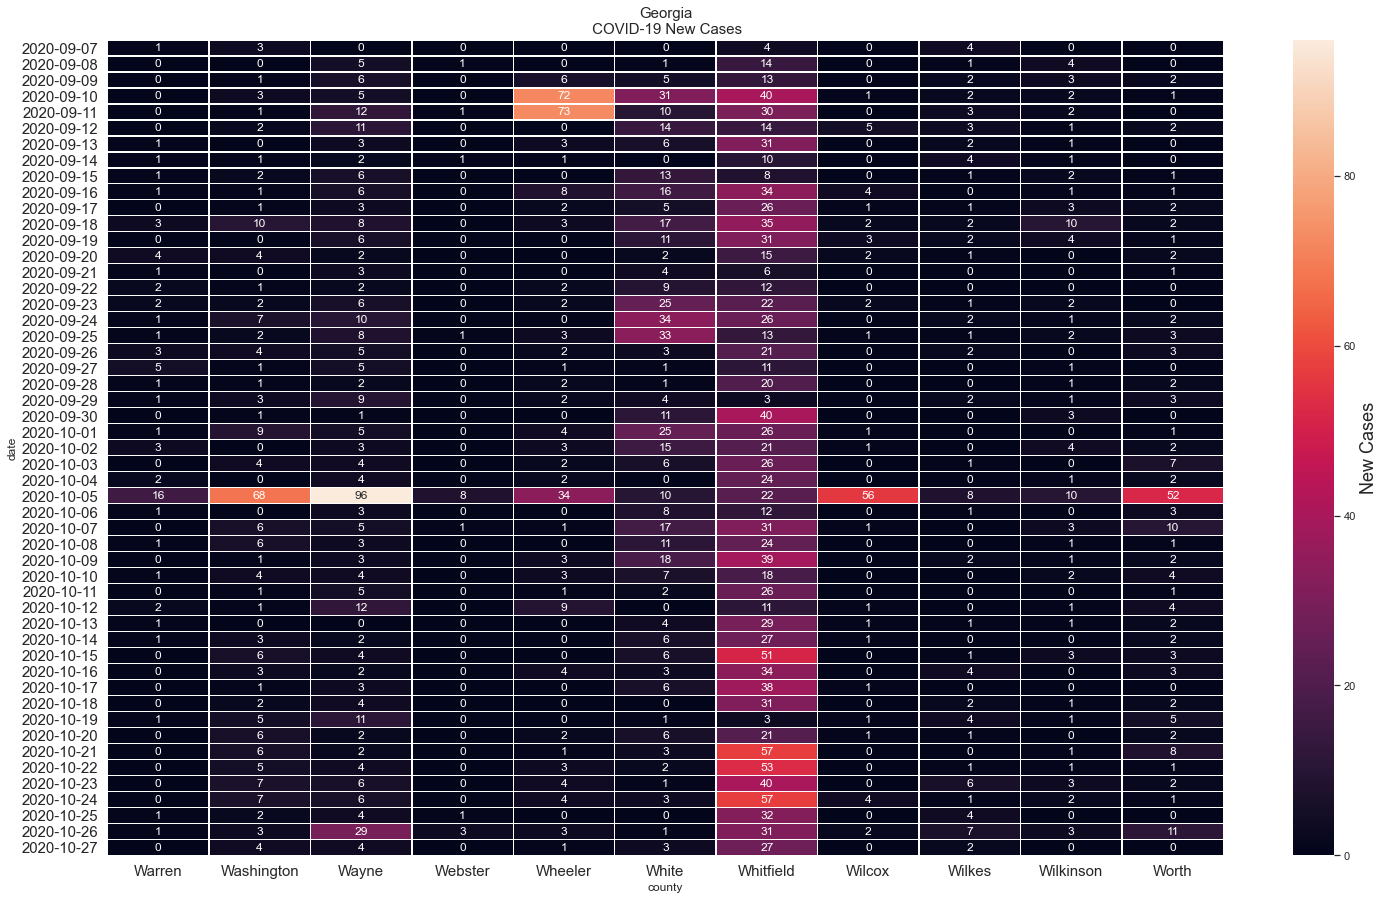 Georgia
COVID-19 New Cases
2020-09-07 1 3 0 0 0 0 4 0 4 0 0
2020-09-08 0 0 5 1 0 1 14 0 1 4 0
2020-09-09 0 1 6 0 6 5 13 0 2 3 2
2020-09-10 0 3 5 0 72 31 40 1 2 2 1
2020-09-11 0 1 12 1 73 10 30 0 3 2 0
2020-09-12 0 2 11 0 0 14 14 5 3 1 2
2020-09-13 1 0 3 0 3 6 31 0 2 1 0
2020-09-14 1 1 2 1 1 0 10 0 4 1 0
2020-09-15 1 2 6 0 0 13 8 0 1 2 1
2020-09-16 1 1 6 0 8 16 34 4 0 1 1
2020-09-17 0 1 3 0 2 5 26 1 1 3 2
2020-09-18 3 10 8 0 3 17 35 2 2 10 2
2020-09-19 0 0 6 0 0 11 31 3 2 4 1
2020-09-20 4 4 2 0 0 2 15 2 1 0 2
2020-09-21 1 0 3 0 0 4 6 0 0 0 1
2020-09-22 2 1 2 0 2 9 12 0 0 0 0
2020-09-23 2 2 6 0 2 25 22 2 1 2 0
2020-09-24 1 7 10 0 0 34 26 0 2 1 2
2020-09-25 1 2 8 1 3 33 13 1 1 2 3
2020-09-26 3 4 5 0 2 3 21 0 2 0 3
2020-09-27 5 1 5 0 1 1 11 0 0 1 0
2020-09-28 1 1 2 0 2 1 20 0 0 1 2
2020-09-29 1 3 9 0 2 4 3 0 2 1 3
2020-09-30 0 1 1 0 0 11 40 0 0 3 0
2020-10-01 1 9 5 0 4 25 26 1 0 0 1
2020-10-02 3 0 3 0 3 15 21 1 0 4 2
2020-10-03 0 4 4 0 2 6 26 0 1 0 7
2020-10-04 2 0 4 0 2 0 24 0 0 1 2
2020-10-05 16 68 96 8 34 10 22 56 8 10 52
2020-10-06 1 0 3 0 0 8 12 0 1 0 3
2020-10-07 0 6 5 1 1 17 31 1 0 3 10
2020-10-08 1 6 3 0 0 11 24 0 0 1 1
2020-10-09 0 1 3 0 3 18 39 0 2 1 2
2020-10-10 1 4 4 0 3 7 18 0 0 2 4
2020-10-11 0 1 5 0 1 2 26 0 0 0 1
2020-10-12 2 1 12 0 9 0 11 1 0 1 4
2020-10-13 1 0 0 0 0 4 29 1 1 1 2
2020-10-14 1 3 2 0 0 6 27 1 0 0 2
2020-10-15 0 6 4 0 0 6 51 0 1 3 3
2020-10-16 0 3 2 0 4 3 34 0 4 0 3
2020-10-17 0 1 3 0 0 6 38 1 0 0 0
2020-10-18 0 2 4 0 0 0 31 0 2 1 2
2020-10-19 1 5 11 0 0 1 3 1 4 1 5
2020-10-20 0 6 2 0 2 6 21 1 1 0 2
2020-10-21 0 6 2 0 1 3 57 0 0 1 8
2020-10-22 0 5 4 0 3 2 53 0 1 1 1
2020-10-23 0 7 6 0 4 1 40 0 6 3 2
2020-10-24 0 7 6 0 4 3 57 4 1 2 1
2020-10-25 1 2 4 1 0 0 32 0 4 0 0
2020-10-26 1 3 29 3 3 1 31 2 7 3 11
2020-10-27 0 4 4 0 1 3 27 0 2 0 0
Warren Washington Wayne Webster Wheeler White Whitfield Wilcox Wilkes Wilkinson Worth
county
date
80
60
40
20
0
New Cases